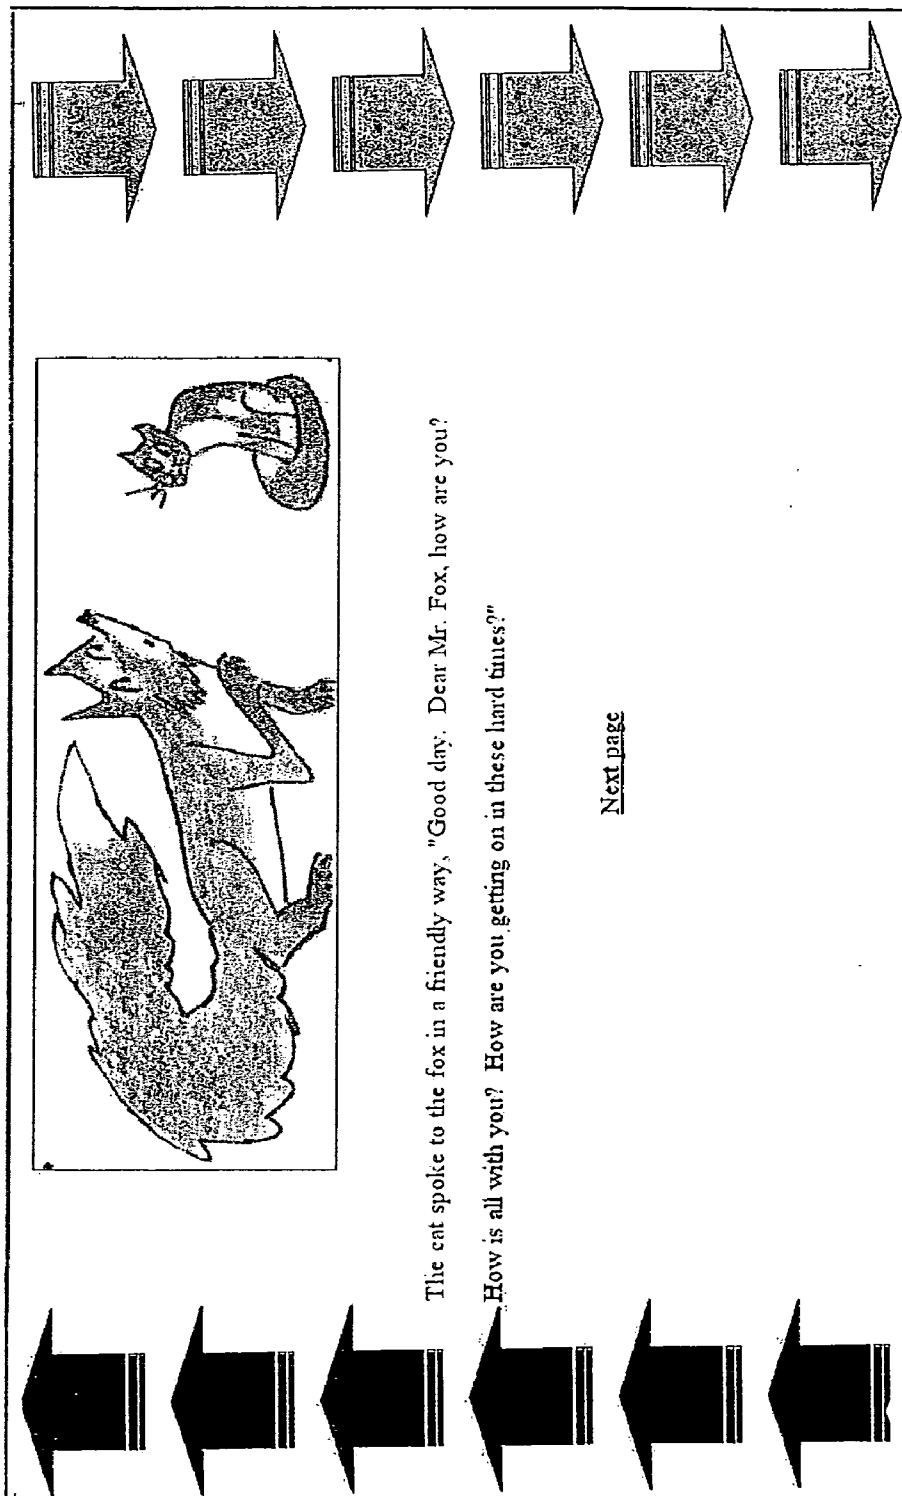 The cat spoke to the fox in a friendly way, "Good day. Dear Mr. Fox, how are you?
How is all with you? How are you getting on in these hard times?"
Next page